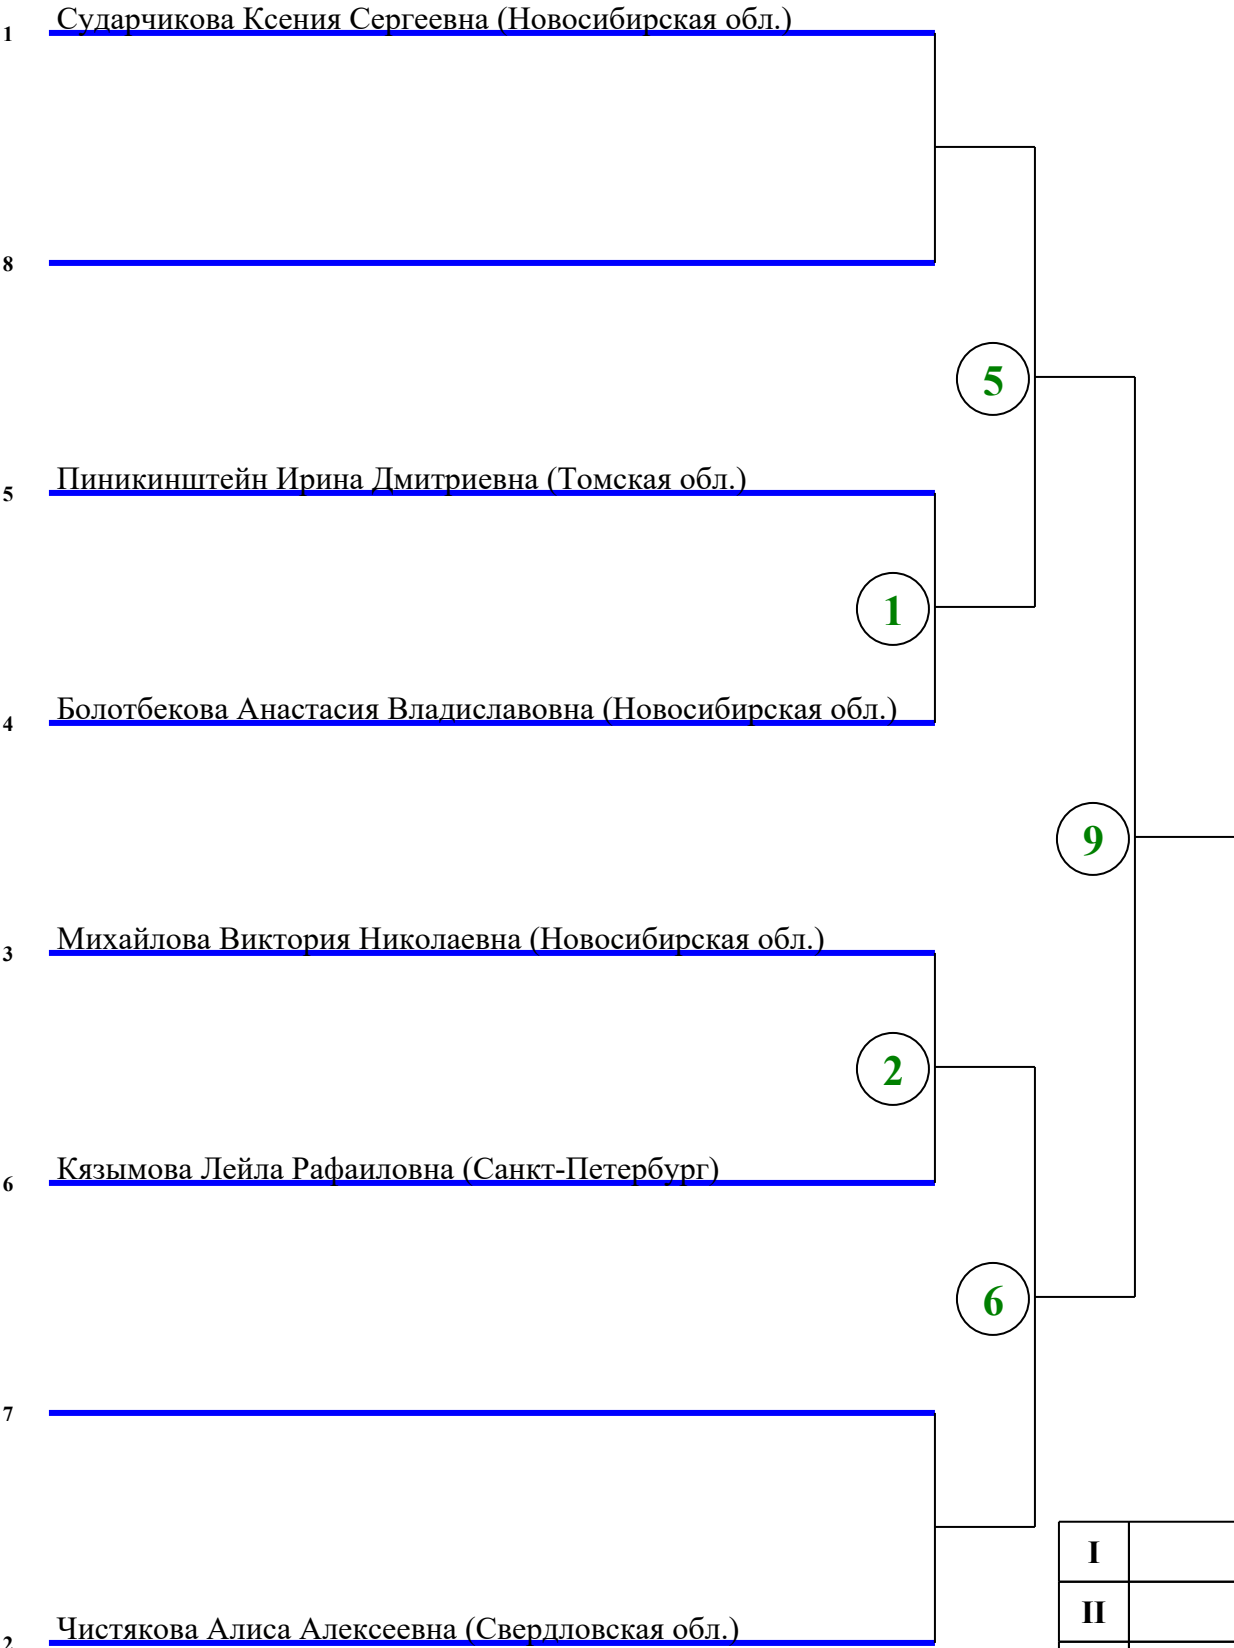 1 Сударчикова Ксения Сергеевна (Новосибирская обл.)
8
5
5 Пиникинштейн Ирина Дмитриевна (Томская обл.)
1
4 Болотбекова Анастасия Владиславовна (Новосибирская обл.)
9
3 Михайлова Виктория Николаевна (Новосибирская обл.)
2
6 Кязымова Лейла Рафаиловна (Санкт-Петербург)
6
7
I
II
2 Чистякова Алиса Алексеевна (Свердловская обл.)